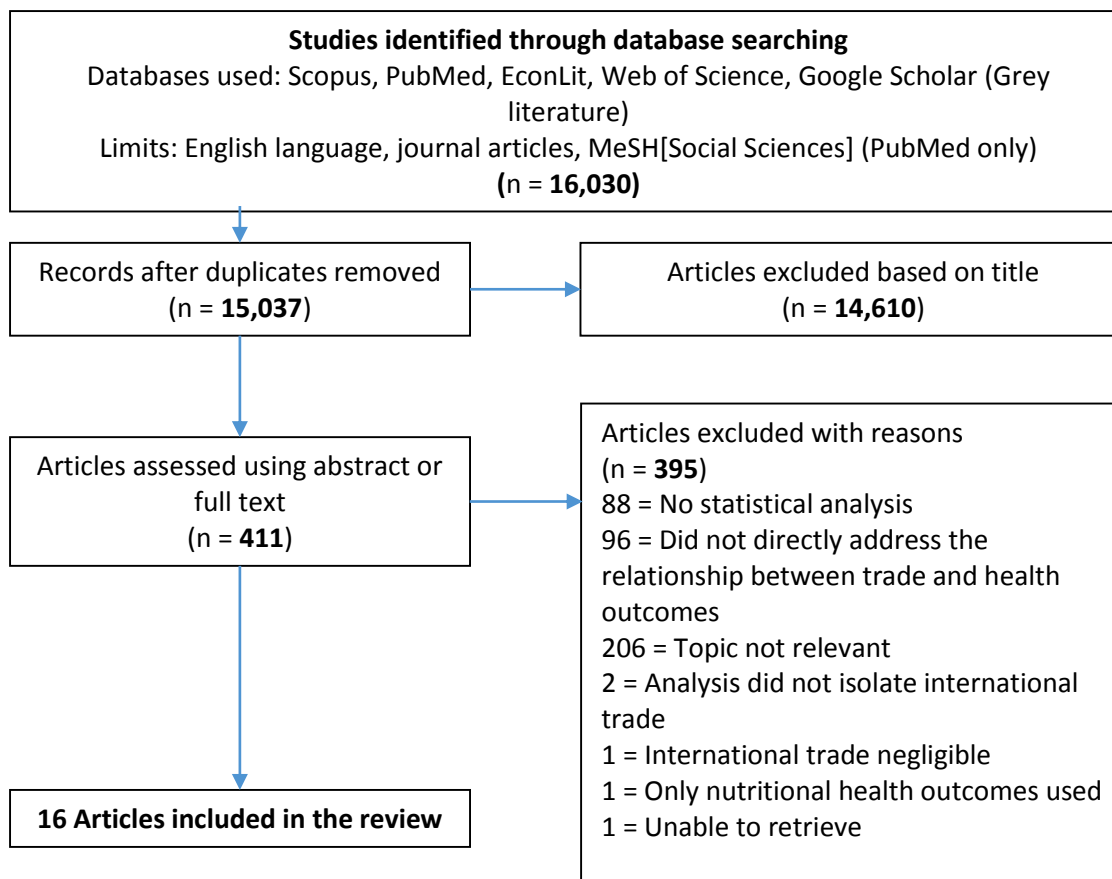 Studies identified through database searching
Databases used: Scopus, PubMed, EconLit, Web of Science, Google Scholar (Grey
literature)
Limits: English language, journal articles, MeSH[Social Sciences] (PubMed only)
(n = 16,030)
Records after duplicates removed
(n = 15,037)
Articles excluded based on title
(n = 14,610)
Articles assessed using abstract or
full text
(n = 411)
Articles excluded with reasons
(n = 395)
88 = No statistical analysis
96 = Did not directly address the
relationship between trade and health
outcomes
206 = Topic not relevant
2 = Analysis did not isolate international
trade
1 = International trade negligible
1 = Only nutritional health outcomes used
1 = Unable to retrieve
16 Articles included in the review